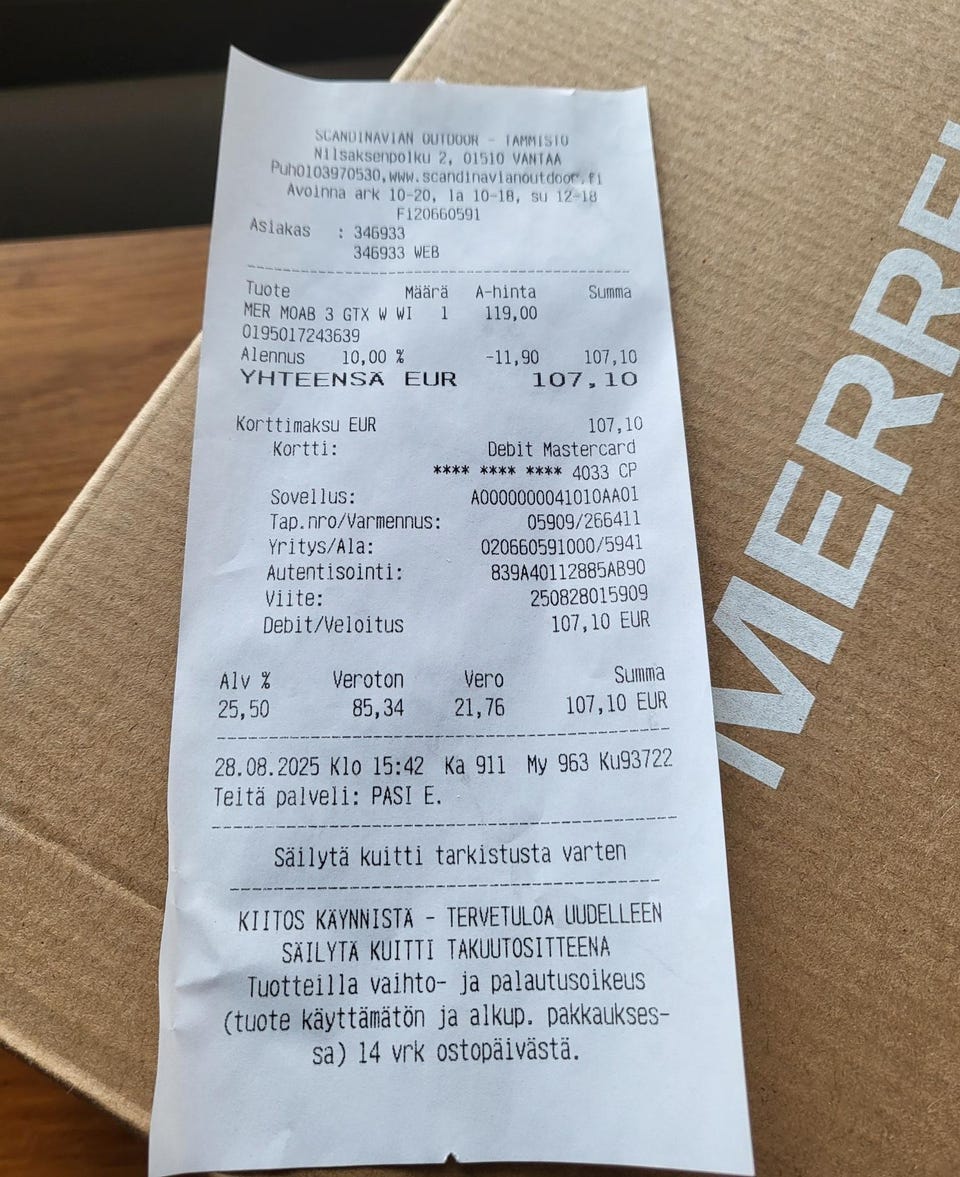 SCANDINAVIAN OUTDOOR - TAMMISTO
Nilsaksenpolku 2, 01510 VANTAA
Puh0103970530,www.scandinavianoutdoor.fi
Avoinna ark 10-20, la 10-18, su 12-18
FI20660591
Asiakas : 346933
346933 WEB
Tuote Määrä A-hinta Summa
MER MOAB 3 GTX W WI 1 119,00
0195017243639
Alennus 10,00 % -11,90 107,10
YHTEENSÄ EUR 107,10
Korttimaksu EUR 107,10
Kortti: Debit Mastercard
**** **** **** 4033 CP
Sovellus: A0000000041010AA01
Tap.nro/Varmennus: 05909/266411
Yritys/Ala: 020660591000/5941
Autentisointi: 839A40112885AB90
Viite: 250828015909
Debit/Veloitus 107,10 EUR
Alv % Veroton Vero Summa
25,50 85,34 21,76 107,10 EUR
28.08.2025 Klo 15:42 Ka 911 My 963 Ku93722
Teitä palveli: PASI E.
Säilytä kuitti tarkistusta varten
KIITOS KÄYNNISTÄ - TERVETULOA UUDELLEEN
SÄILYTÄ KUITTI TAKUUTOSITTEENA
Tuotteilla vaihto- ja palautusoikeus
(tuote käyttämätön ja alkup. pakkaukses-
sa) 14 vrk ostopäivästä.
MERRE